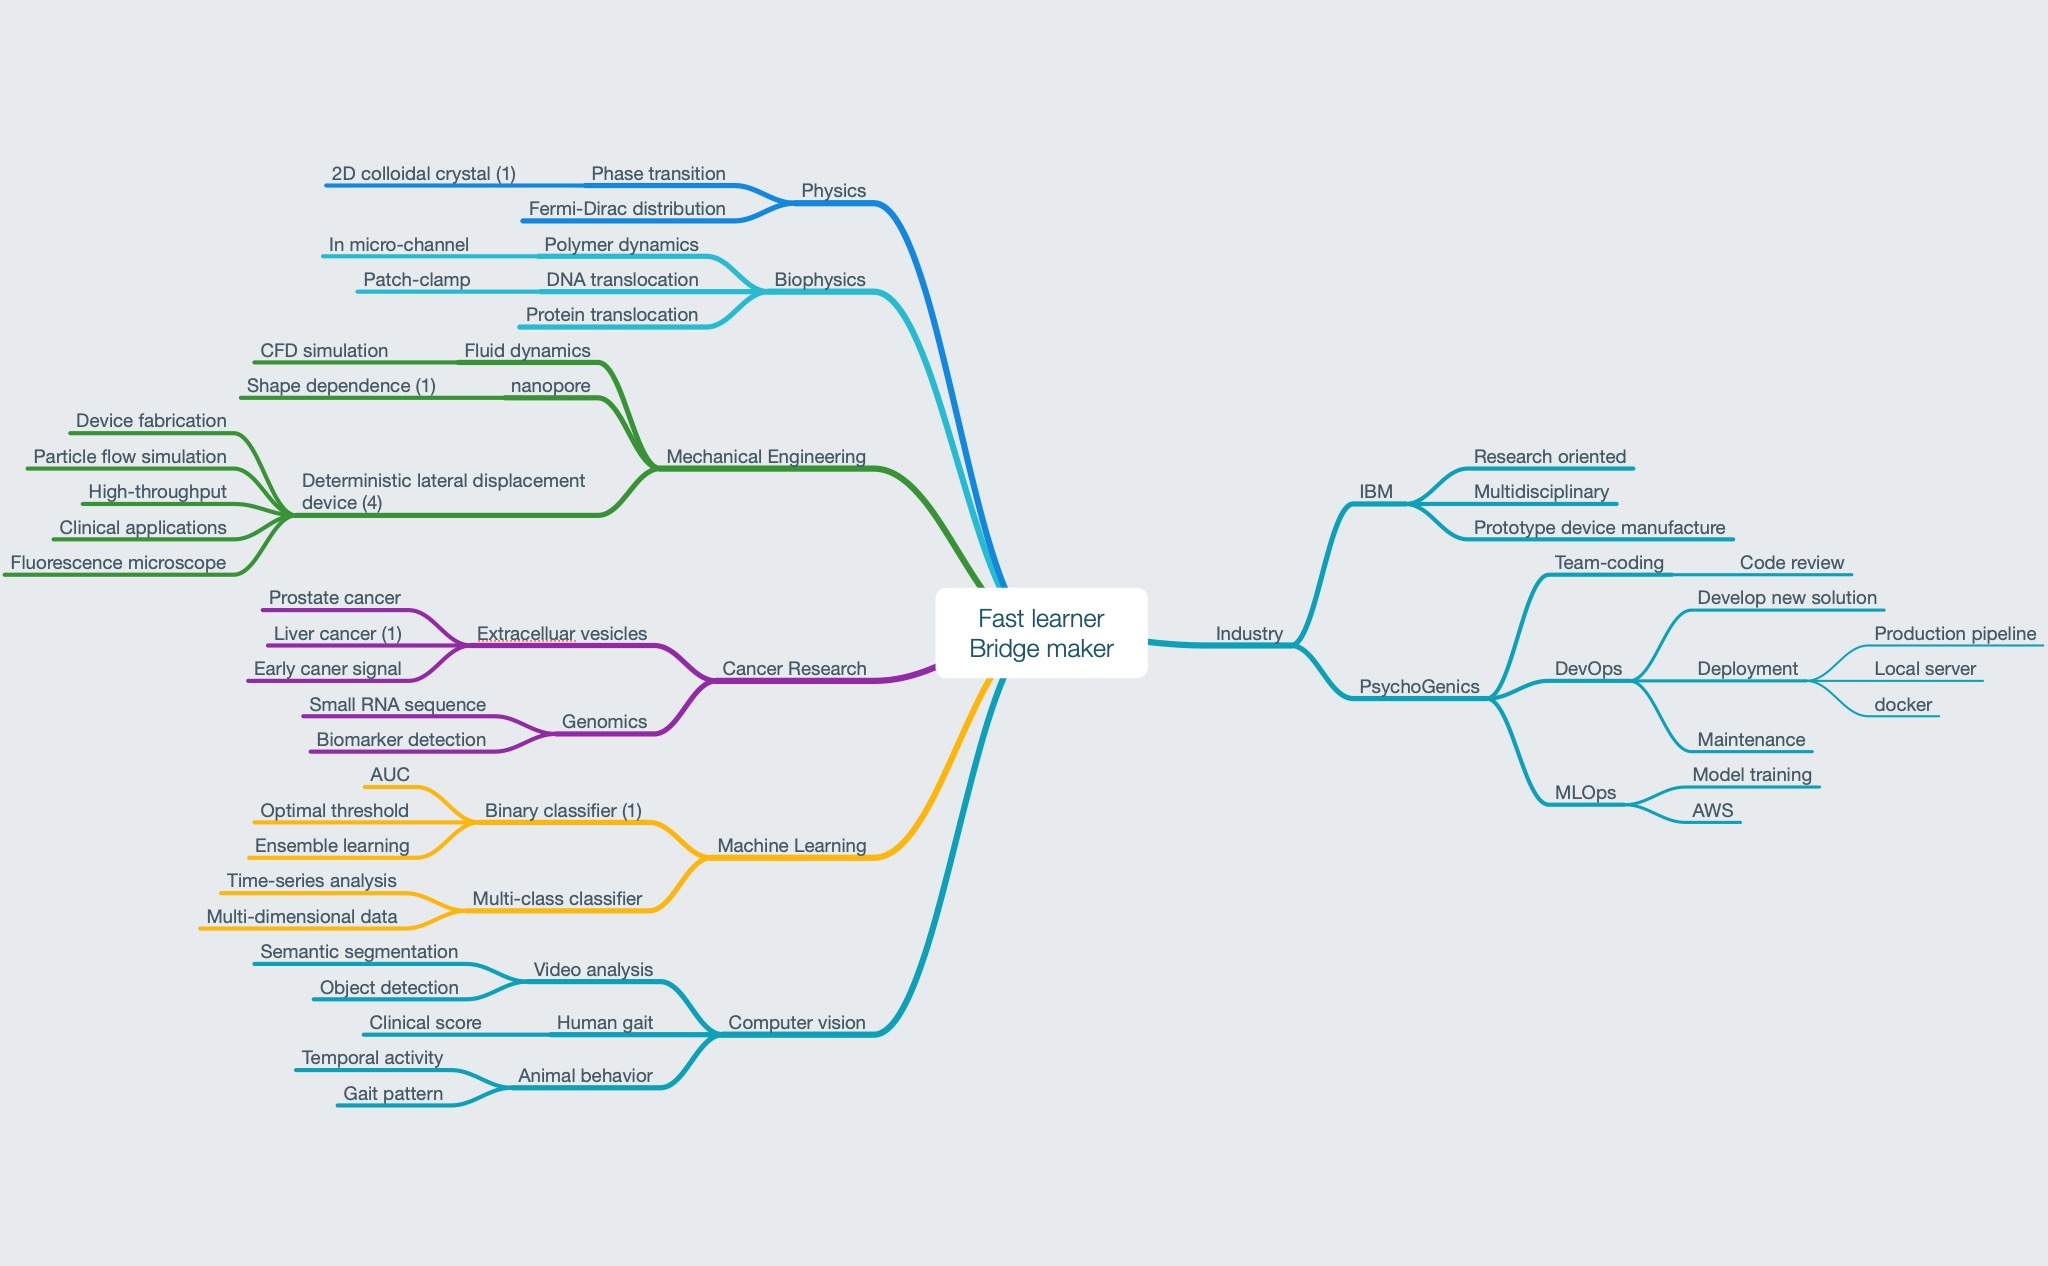 Fast learner
Bridge maker
Physics
Phase transition
2D colloidal crystal (1)
Fermi-Dirac distribution
Biophysics
Polymer dynamics
In micro-channel
DNA translocation
Patch-clamp
Protein translocation
Mechanical Engineering
Fluid dynamics
CFD simulation
nanopore
Shape dependence (1)
Deterministic lateral displacement
device (4)
Device fabrication
Particle flow simulation
High-throughput
Clinical applications
Fluorescence microscope
Cancer Research
Extracelluar vesicles
Prostate cancer
Liver cancer (1)
Early caner signal
Genomics
Small RNA sequence
Biomarker detection
Machine Learning
Binary classifier (1)
AUC
Optimal threshold
Ensemble learning
Multi-class classifier
Time-series analysis
Multi-dimensional data
Computer vision
Video analysis
Semantic segmentation
Object detection
Human gait
Clinical score
Animal behavior
Temporal activity
Gait pattern
Industry
IBM
Research oriented
Multidisciplinary
Prototype device manufacture
PsychoGenics
Team-coding
Code review
DevOps
Develop new solution
Deployment
Production pipeline
Local server
docker
Maintenance
MLOps
Model training
AWS